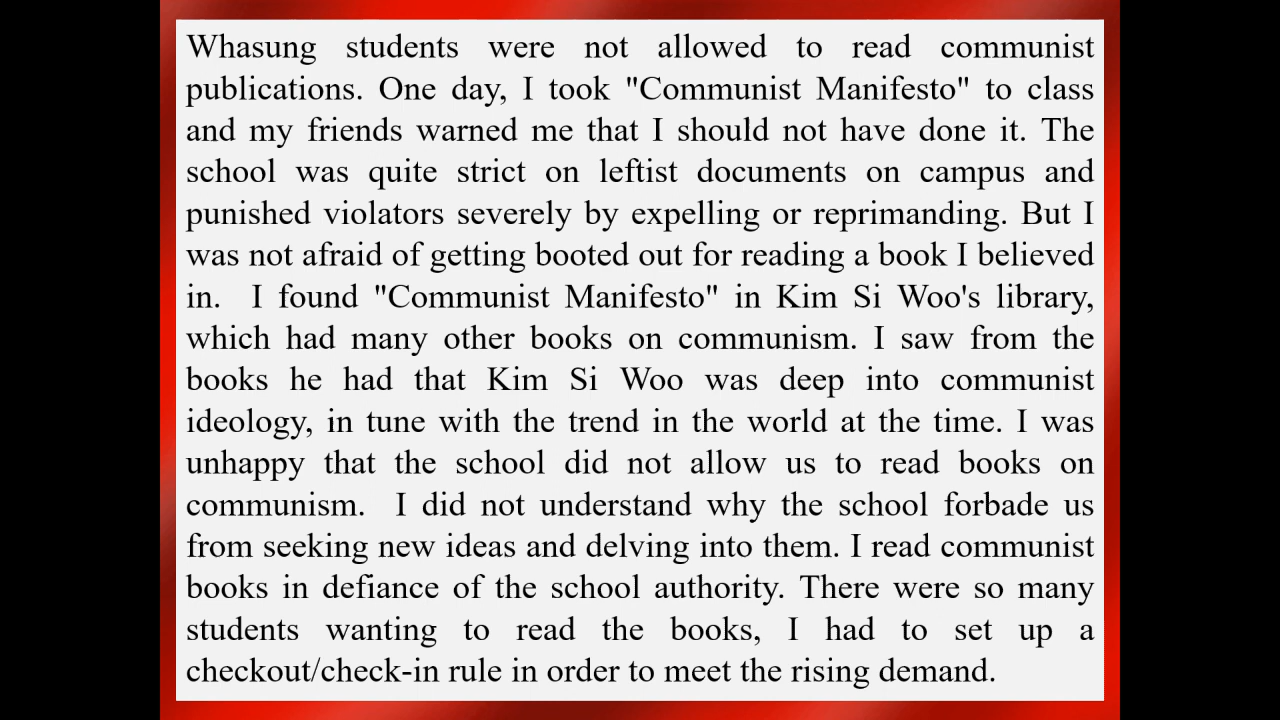 Whasung students were not allowed to read communist
publications. One day, I took "Communist Manifesto" to class
and my friends warned me that I should not have done it. The
school was quite strict on leftist documents on campus and
punished violators severely by expelling or reprimanding. But I
was not afraid of getting booted out for reading a book I believed
in.  I found "Communist Manifesto" in Kim Si Woo's library,
which had many other books on communism. I saw from the
books he had that Kim Si Woo was deep into communist
ideology, in tune with the trend in the world at the time. I was
unhappy that the school did not allow us to read books on
communism.  I did not understand why the school forbade us
from seeking new ideas and delving into them. I read communist
books in defiance of the school authority. There were so many
students wanting to read the books, I had to set up a
checkout/check-in rule in order to meet the rising demand.